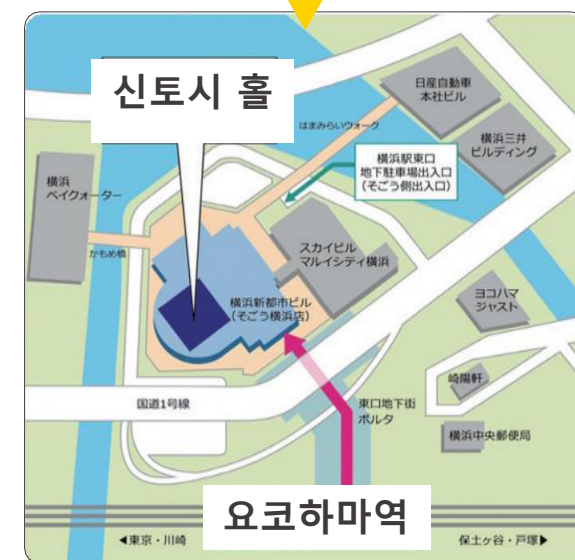 신토시 홀
日産自動車
本社ビル
はまみらいウォーク
横浜三井
ビルディング
横浜駅東口
地下駐車場出入口
(そごう側出入口)
横浜
ベイクォーター
かもめ橋
スカイビル
マルイシティ横浜
横浜新都市ビル
(そごう横浜店)
ヨコハマ
ジャスト
崎陽軒
国道1号線
東口地下街
ポルタ
横浜中央郵便局
요코하마역
◀東京・川崎
保土ヶ谷・戸塚▶